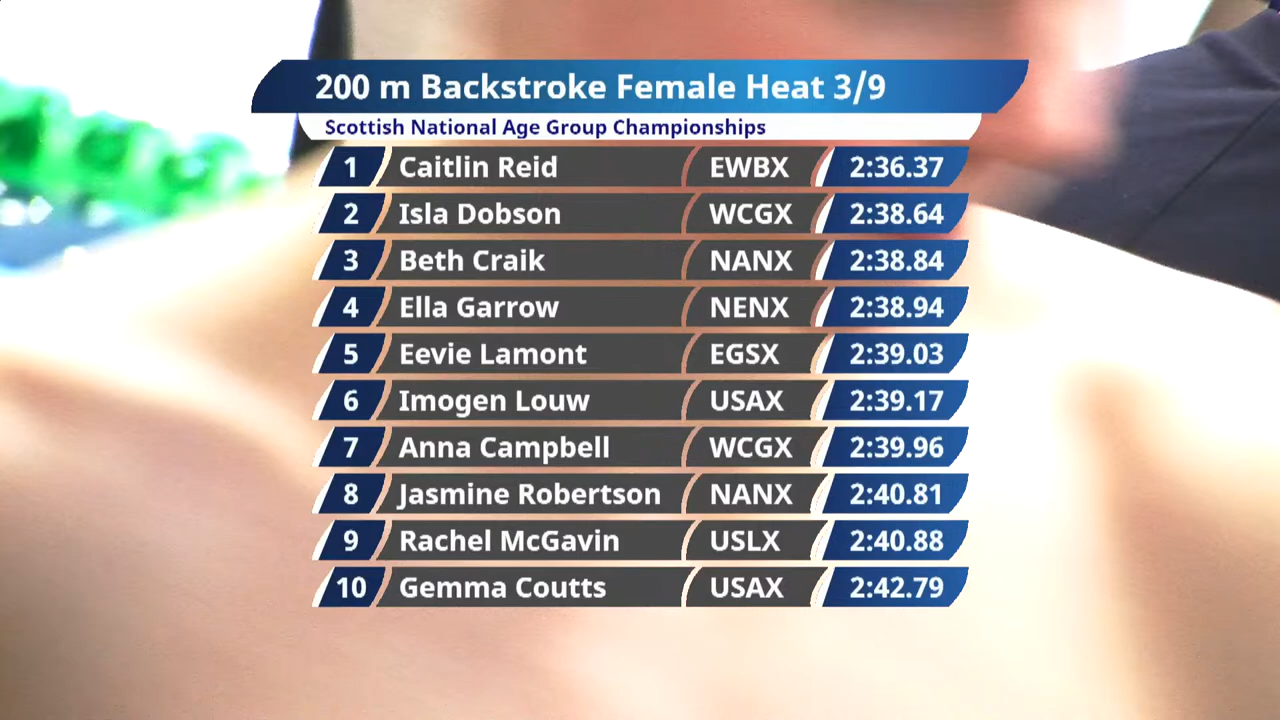 200 m Backstroke Female Heat 3/9
Scottish National Age Group Championships
1 Caitlin Reid EWBX 2:36.37
2 Isla Dobson WCGX 2:38.64
3 Beth Craik NANX 2:38.84
4 Ella Garrow NENX 2:38.94
5 Eevie Lamont EGSX 2:39.03
6 Imogen Louw USAX 2:39.17
7 Anna Campbell WCGX 2:39.96
8 Jasmine Robertson NANX 2:40.81
9 Rachel McGavin USLX 2:40.88
10 Gemma Coutts USAX 2:42.79